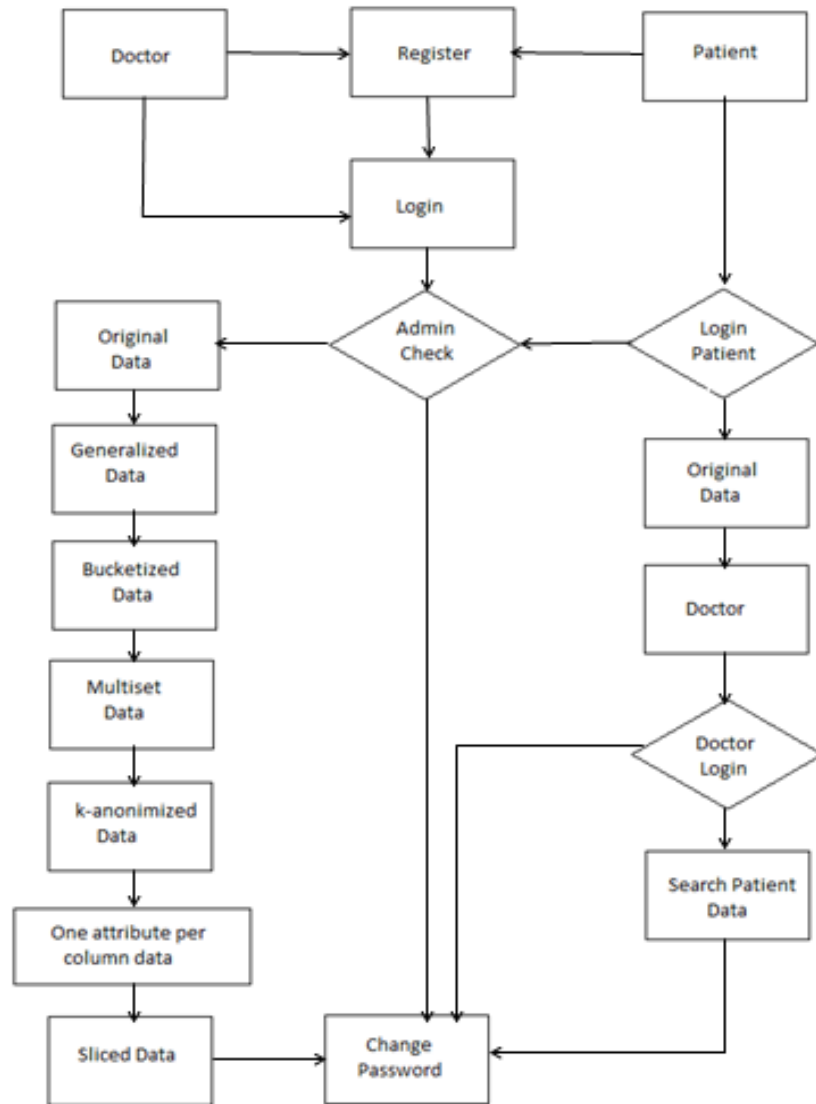 Doctor
Register
Patient
Login
Original
Data
Admin
Check
Login
Patient
Generalized
Data
Original
Data
Bucketized
Data
Doctor
Multiset
Data
Doctor
Login
k-anonimized
Data
Search Patient
Data
One attribute per
column data
Sliced Data
Change
Password